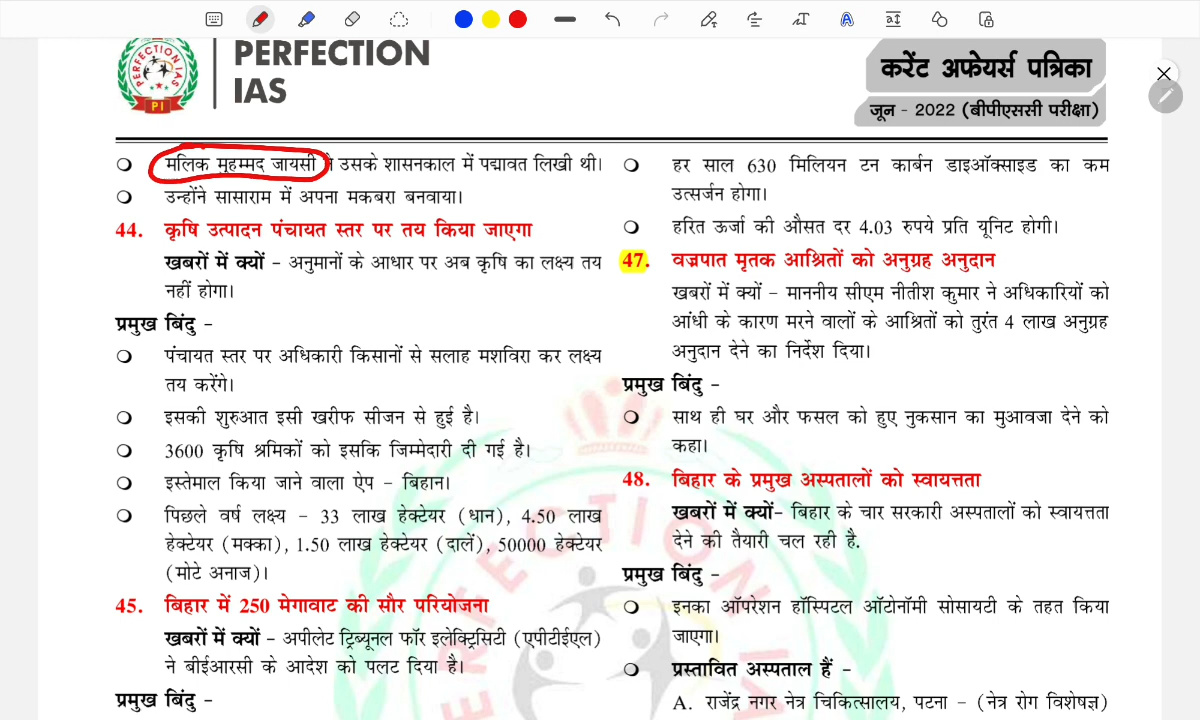 PERFECTION
IAS
PERFECTION IAS
PI
करेंट अफेयर्स पत्रिका
जून - 2022 (बीपीएससी परीक्षा)
मलिक मुहम्मद जायसी ने उसके शासनकाल में पद्मावत लिखी थी।
उन्होंने सासाराम में अपना मकबरा बनवाया।
44. कृषि उत्पादन पंचायत स्तर पर तय किया जाएगा
खबरों में क्यों - अनुमानों के आधार पर अब कृषि का लक्ष्य तय
नहीं होगा।
प्रमुख बिंदु -
पंचायत स्तर पर अधिकारी किसानों से सलाह मशविरा कर लक्ष्य
तय करेंगे।
इसकी शुरुआत इसी खरीफ सीजन से हुई है।
3600 कृषि श्रमिकों को इसकि जिम्मेदारी दी गई है।
इस्तेमाल किया जाने वाला ऐप - बिहान।
पिछले वर्ष लक्ष्य - 33 लाख हेक्टेयर (धान), 4.50 लाख
हेक्टेयर (मक्का), 1.50 लाख हेक्टेयर (दालें), 50000 हेक्टेयर
(मोटे अनाज)।
45. बिहार में 250 मेगावाट की सौर परियोजना
खबरों में क्यों - अपीलेट ट्रिब्यूनल फॉर इलेक्ट्रिसिटी (एपीटीईएल)
ने बीईआरसी के आदेश को पलट दिया है।
प्रमुख बिंदु -
हर साल 630 मिलियन टन कार्बन डाइऑक्साइड का कम
उत्सर्जन होगा।
हरित ऊर्जा की औसत दर 4.03 रुपये प्रति यूनिट होगी।
47. वज्रपात मृतक आश्रितों को अनुग्रह अनुदान
खबरों में क्यों - माननीय सीएम नीतीश कुमार ने अधिकारियों को
आंधी के कारण मरने वालों के आश्रितों को तुरंत 4 लाख अनुग्रह
अनुदान देने का निर्देश दिया।
प्रमुख बिंदु -
साथ ही घर और फसल को हुए नुकसान का मुआवजा देने को
कहा।
48. बिहार के प्रमुख अस्पतालों को स्वायत्तता
खबरों में क्यों- बिहार के चार सरकारी अस्पतालों को स्वायत्तता
देने की तैयारी चल रही है.
प्रमुख बिंदु -
इनका ऑपरेशन हॉस्पिटल ऑटोनॉमी सोसायटी के तहत किया
जाएगा।
प्रस्तावित अस्पताल हैं -
A. राजेंद्र नगर नेत्र चिकित्सालय, पटना - (नेत्र रोग विशेषज्ञ)